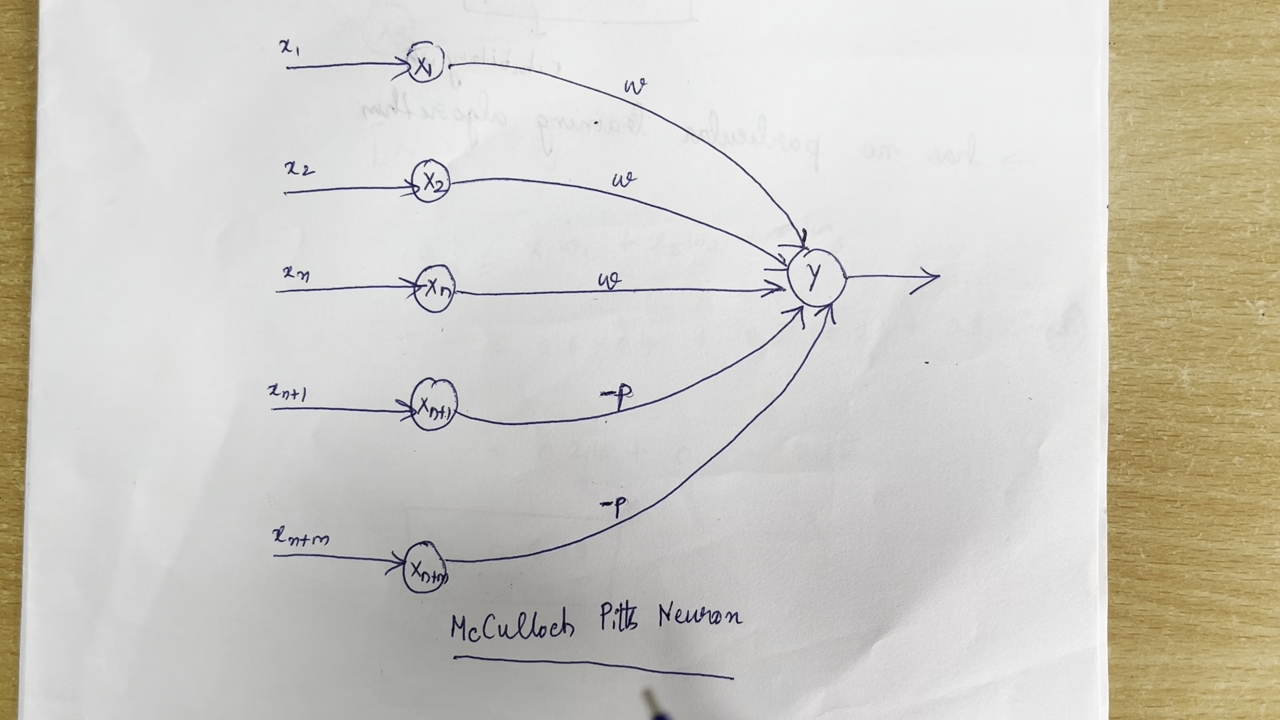 x1
X1
w
x2
X2
w
xn
Xn
w
y
xn+1
Xn+1
-p
xn+m
Xn+m
-p
McCulloch Pitts Neuron